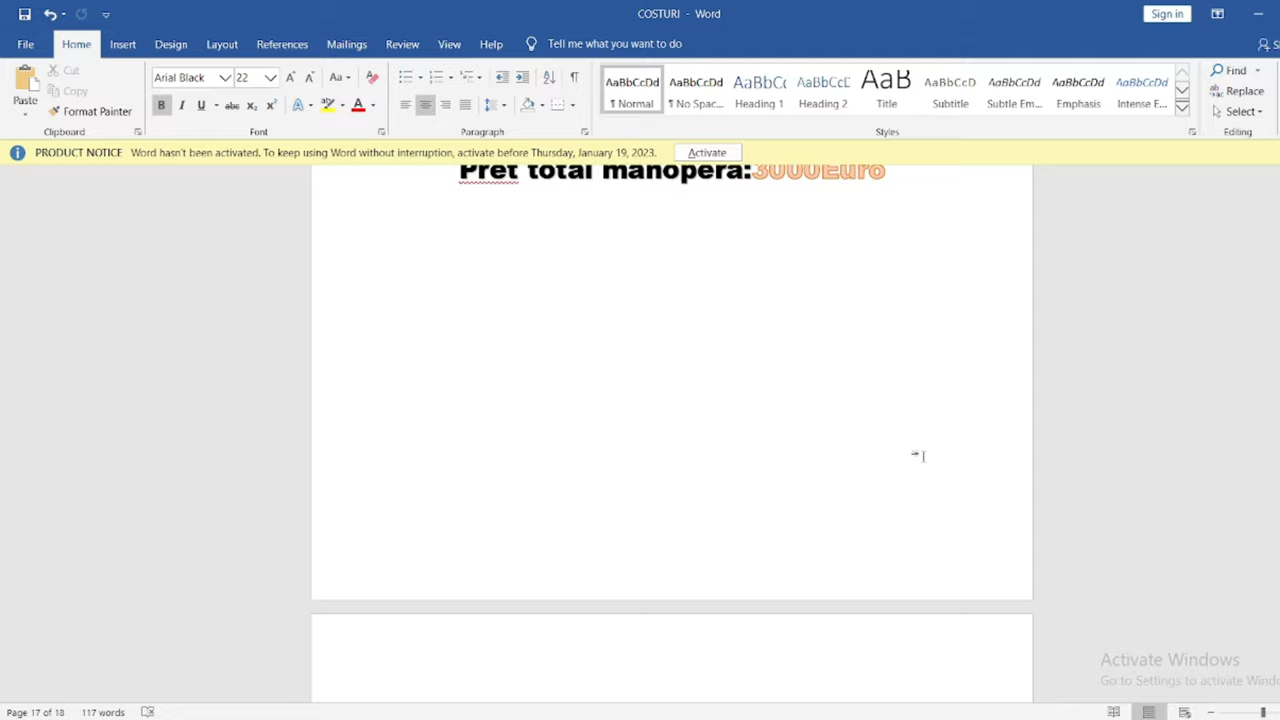 COSTURI - Word
Sign in
File Home Insert Design Layout References Mailings Review View Help Tell me what you want to do
Paste
Cut
Copy
Format Painter
Clipboard
Arial Black 22
Font
Paragraph
AaBbCcDd
¶ Normal
AaBbCcDd
¶ No Spac...
AaBbCc
Heading 1
AaBbCcD
Heading 2
AaB
Title
AaBbCcD
Subtitle
AaBbCcDd
Subtle Em...
AaBbCcDd
Emphasis
AaBbCcDd
Intense E...
Styles
Find
Replace
Select
Editing
PRODUCT NOTICE Word hasn't been activated. To keep using Word without interruption, activate before Thursday, January 19, 2023. Activate
Pret total manopera:3000Euro
Activate Windows
Go to Settings to activate Windo
Page 17 of 18 117 words